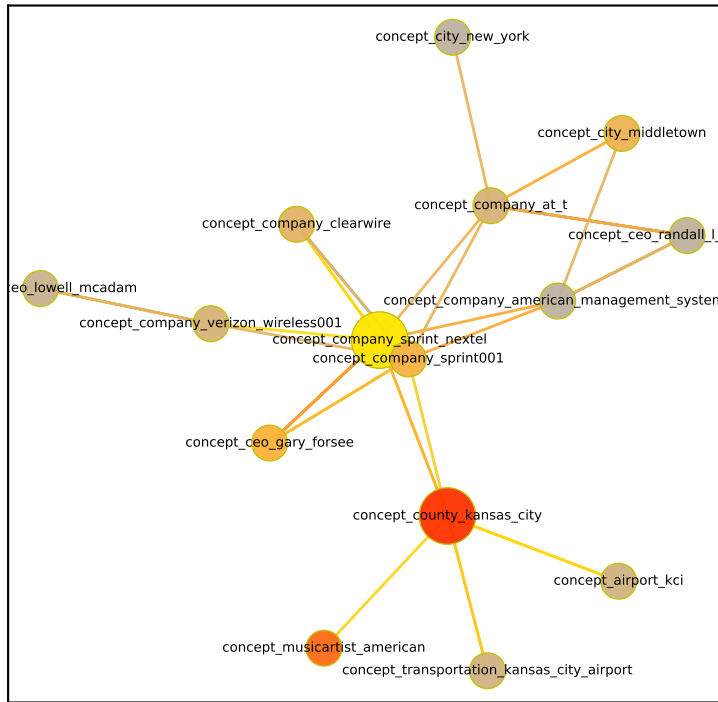 concept_city_new_york
concept_city_middletown
concept_company_at_t
concept_company_clearwire
concept_ceo_randall_l_
ceo_lowell_mcadam
concept_company_american_management_system
concept_company_verizon_wireless001
concept_company_sprint_nextel
concept_company_sprint001
concept_ceo_gary_forsee
concept_county_kansas_city
concept_airport_kci
concept_musicartist_american
concept_transportation_kansas_city_airport